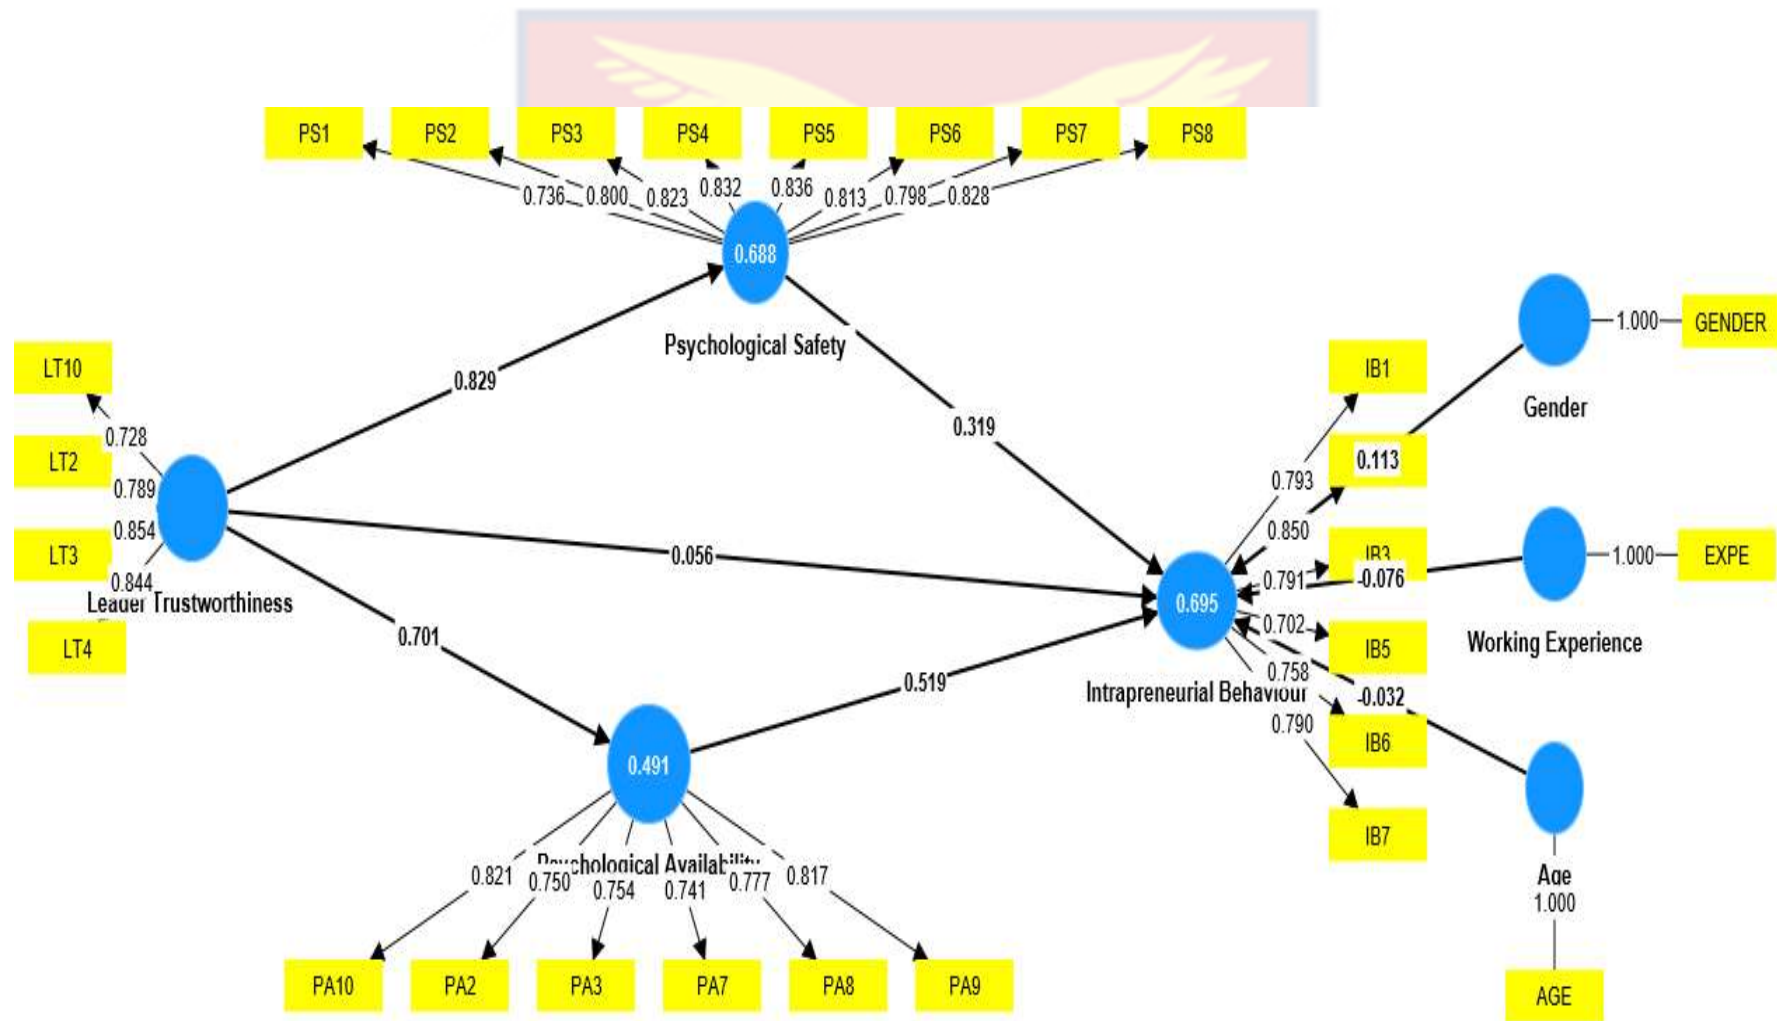 PS1 PS2 PS3 PS4 PS5 PS6 PS7 PS8
0.736 0.800 0.823 0.832 0.836 0.813 0.798 0.828
0.688
Psychological Safety
GENDER
1.000
Gender
LT10
0.728
LT2
0.789
LT3
0.854
0.844
Leader Trustworthiness
LT4
0.829
0.319
0.056
0.701
0.519
IB1
0.793
0.113
0.850
IB3
0.791
-0.076
0.695
0.702
IB5
0.758
Intrapreneurial Behaviour
-0.032
0.790
IB6
IB7
1.000
EXPE
Working Experience
0.491
Psychological Availability
0.821 0.750 0.754 0.741 0.777 0.817
PA10 PA2 PA3 PA7 PA8 PA9
Age
1.000
AGE